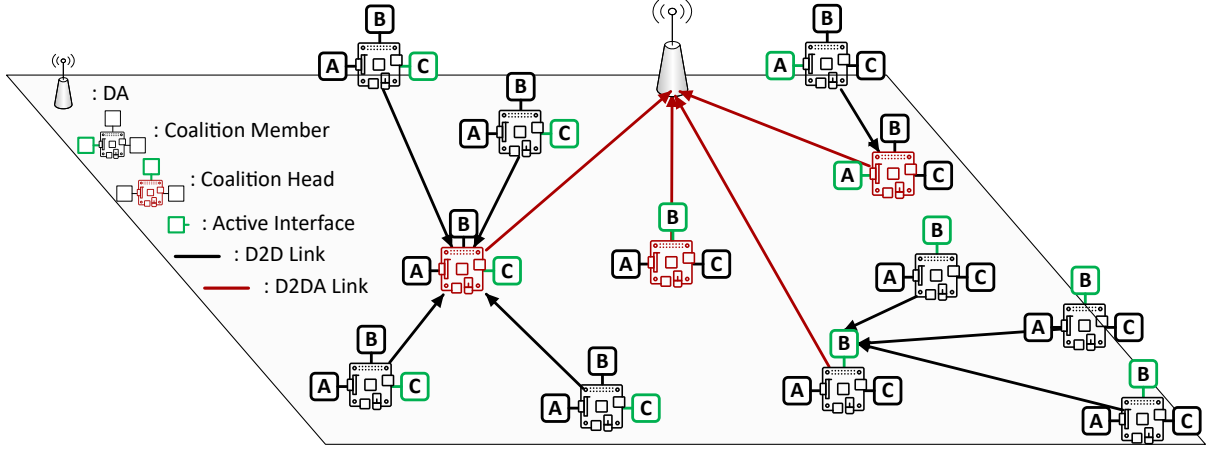 B
A C
B
A C
B
A C
: DA
: Coalition Member
: Coalition Head
: Active Interface
: D2D Link
: D2DA Link
B
A C
B
A C
B
A C
B
A C
B
A C
B
A C
B
A C
B
A C
B
A C
B
A C